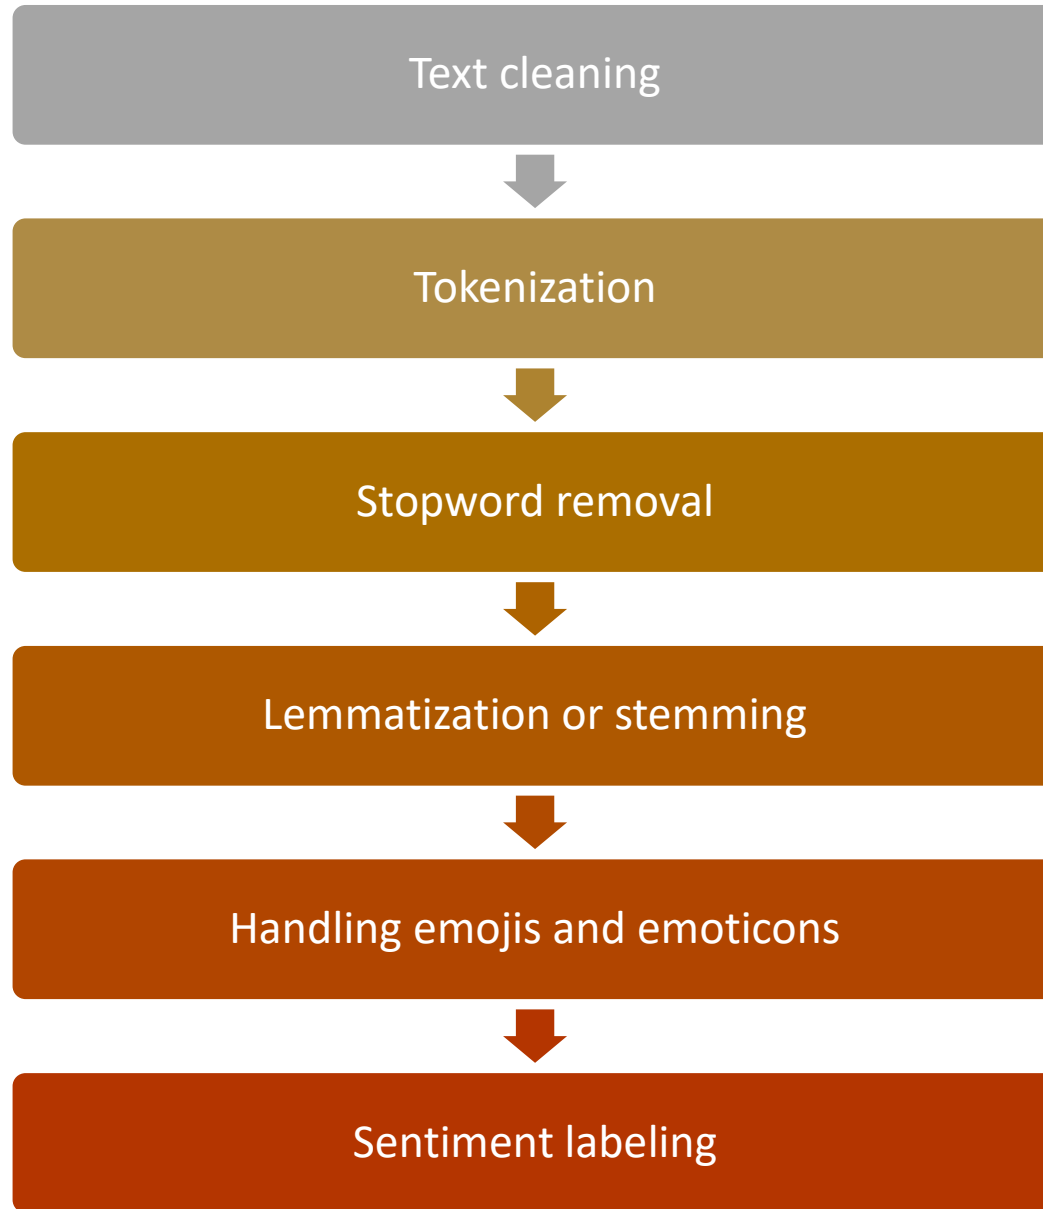 Text cleaning
Tokenization
Stopword removal
Lemmatization or stemming
Handling emojis and emoticons
Sentiment labeling